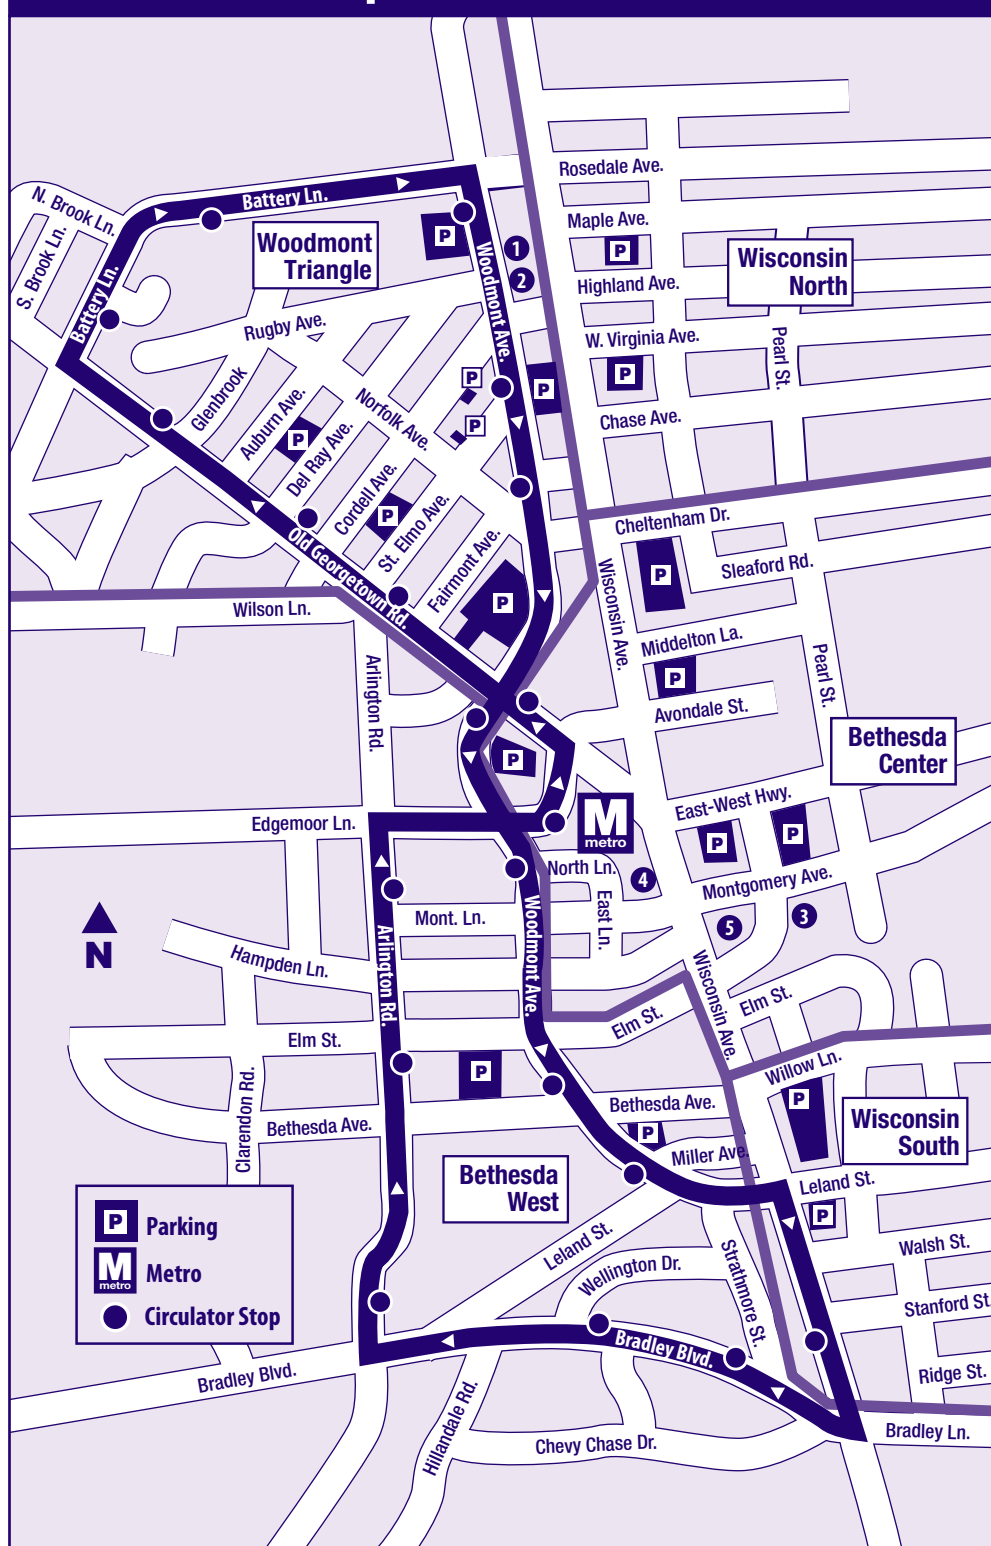 N. Brook Ln.
S. Brook Ln.
Battery Ln.
Battery Ln.
Woodmont
Triangle
P
Woodmont Ave.
1
2
Rosedale Ave.
Maple Ave.
P
Highland Ave.
Wisconsin
North
W. Virginia Ave.
Pearl St.
P
Chase Ave.
Rugby Ave.
Glenbrook
Auburn Ave.
P
Del Ray Ave.
Norfolk Ave.
P
P
P
Cordell Ave.
P
St. Elmo Ave.
Fairmont Ave.
P
Old Georgetown Rd.
Wilson Ln.
Cheltenham Dr.
P
Sleaford Rd.
Wisconsin Ave.
Middelton La.
P
Avondale St.
Pearl St.
Arlington Rd.
Bethesda
Center
P
East-West Hwy.
P
P
Montgomery Ave.
Edgemoor Ln.
M
metro
North Ln.
4
East Ln.
5
3
Mont. Ln.
Woodmont Ave.
N
Hampden Ln.
Arlington Rd.
Wisconsin Ave.
Elm St.
Elm St.
Elm St.
P
Willow Ln.
P
Clarendon Rd.
Bethesda Ave.
Bethesda Ave.
P
Miller Ave.
Wisconsin
South
Bethesda
West
Leland St.
P
Leland St.
Walsh St.
Wellington Dr.
Strathmore St.
Stanford St.
P Parking
M
metro
Metro
Circulator Stop
Bradley Blvd.
Bradley Blvd.
Ridge St.
Bradley Ln.
Hillandale Rd.
Chevy Chase Dr.